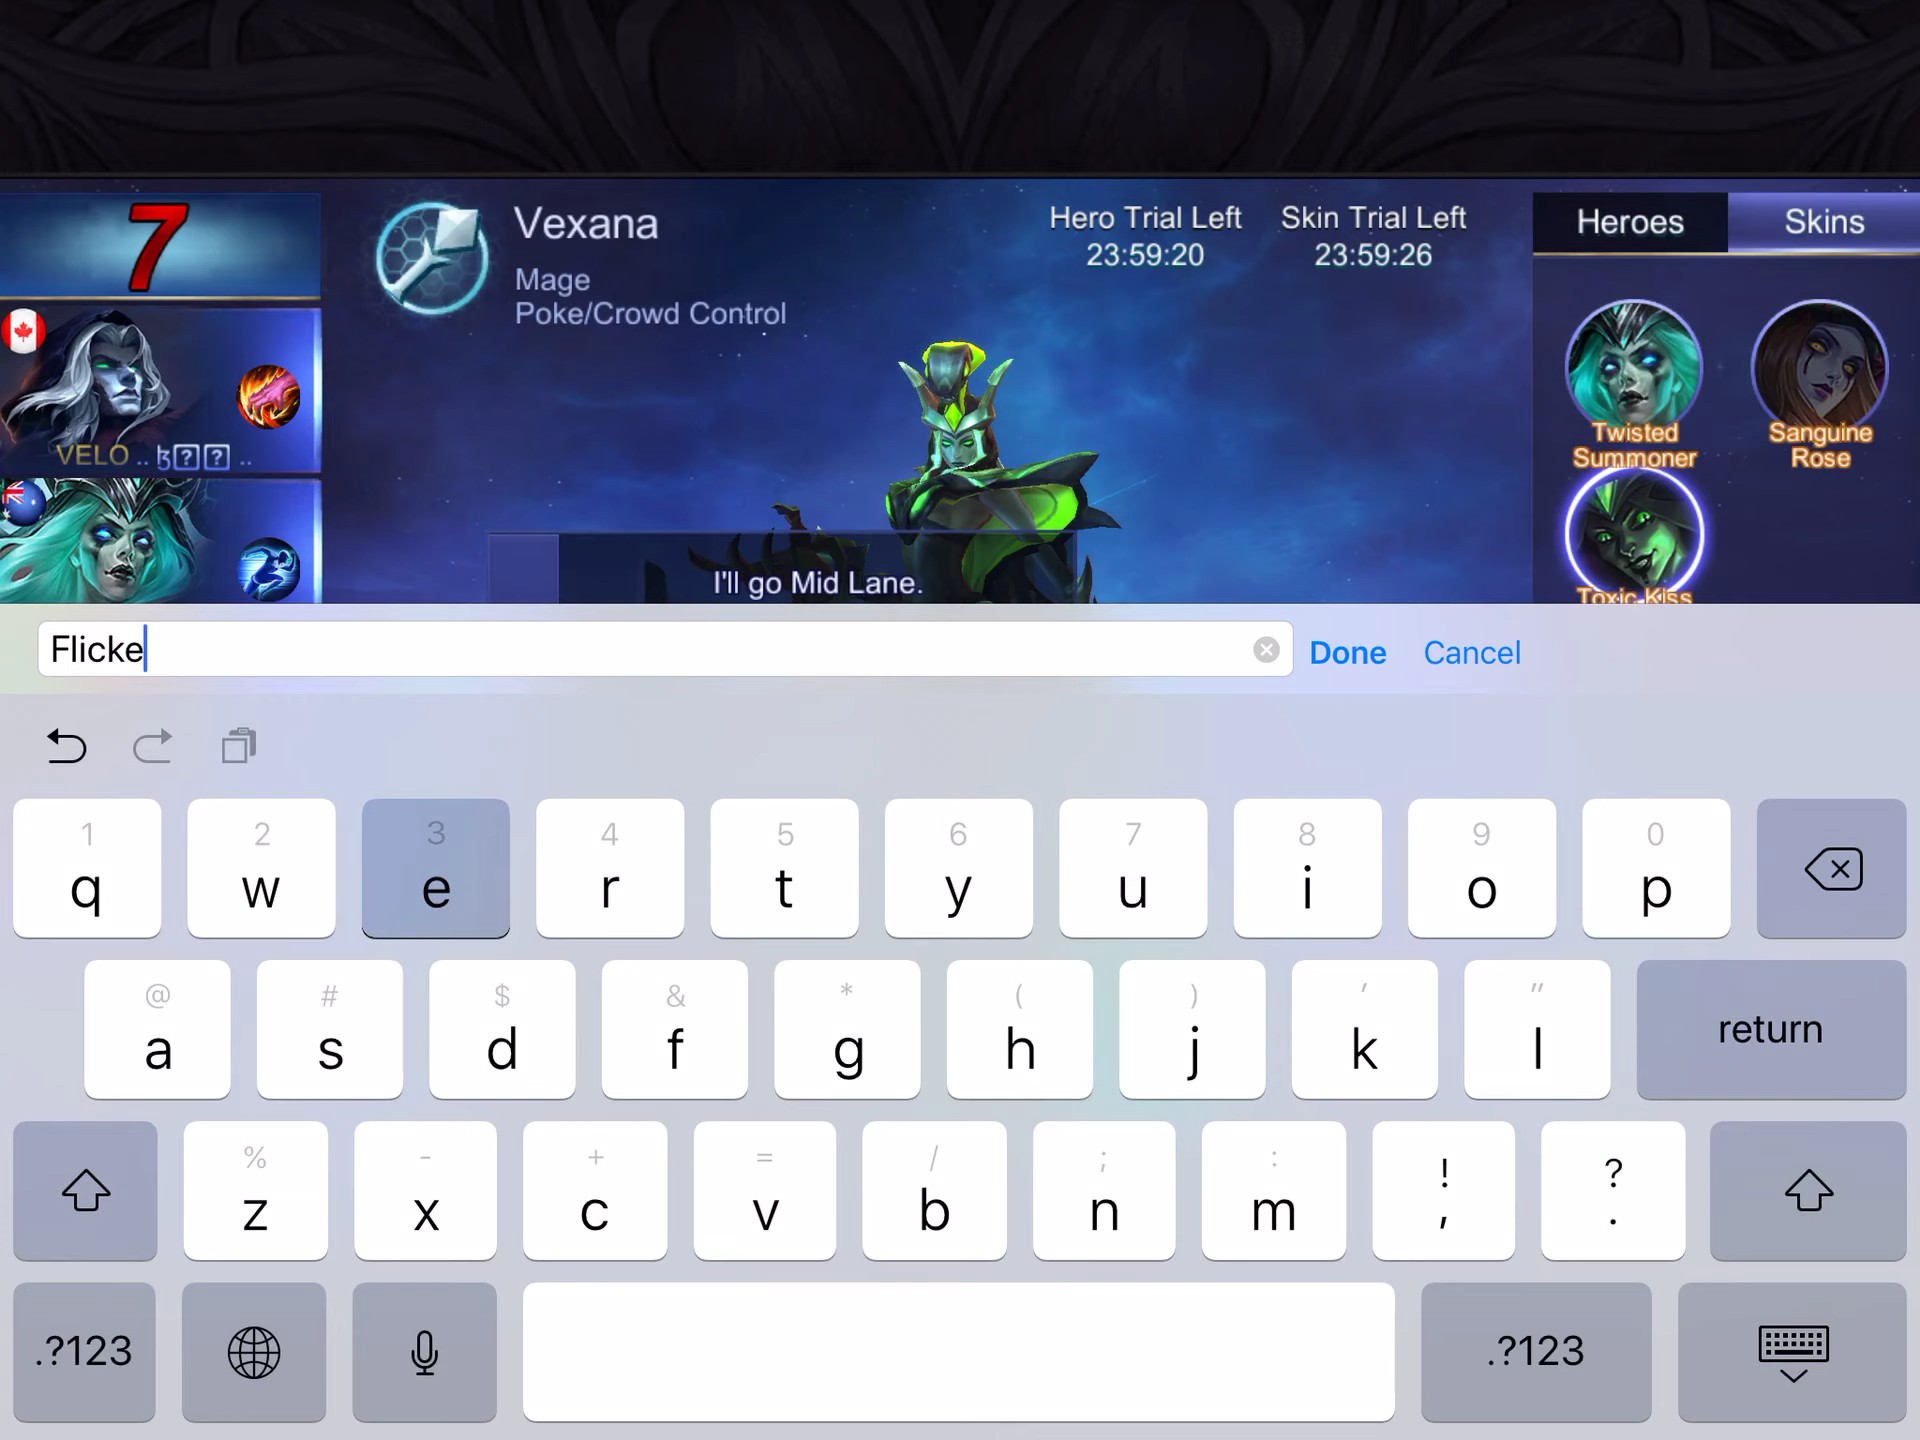 7
Vexana
Mage
Poke/Crowd Control
Hero Trial Left
23:59:20
Skin Trial Left
23:59:26
Heroes
Skins
Twisted
Summoner
Sanguine
Rose
Toxic Kiss
VELO
I'll go Mid Lane.
Flicke
Done
Cancel
1 2 3 4 5 6 7 8 9 0
q w e r t y u i o p
@ # $ & * ( ) ' "
a s d f g h j k l return
% - + = / ; : ! ?
z x c v b n m , .
.?123 .?123